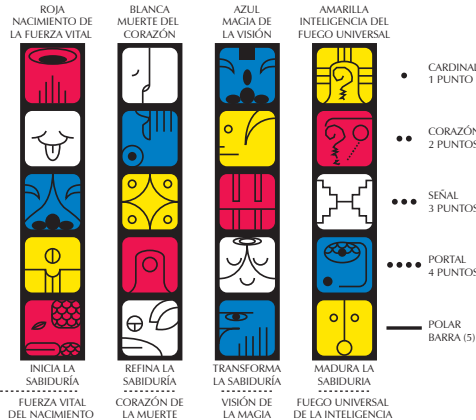 ROJA
NACIMIENTO DE
LA FUERZA VITAL
BLANCA
MUERTE DEL
CORAZÓN
AZUL
MAGIA DE
LA VISIÓN
AMARILLA
INTELIGENCIA DEL
FUEGO UNIVERSAL
CARDINAL
1 PUNTO
CORAZÓN
2 PUNTOS
SEÑAL
3 PUNTOS
PORTAL
4 PUNTOS
POLAR
BARRA (5)
INICIA LA
SABIDURÍA
REFINA LA
SABIDURÍA
TRANSFORMA
LA SABIDURÍA
MADURA LA
SABIDURIA
FUERZA VITAL
DEL NACIMIENTO
CORAZÓN DE
LA MUERTE
VISIÓN DE
LA MAGIA
FUEGO UNIVERSAL
DE LA INTELIGENCIA